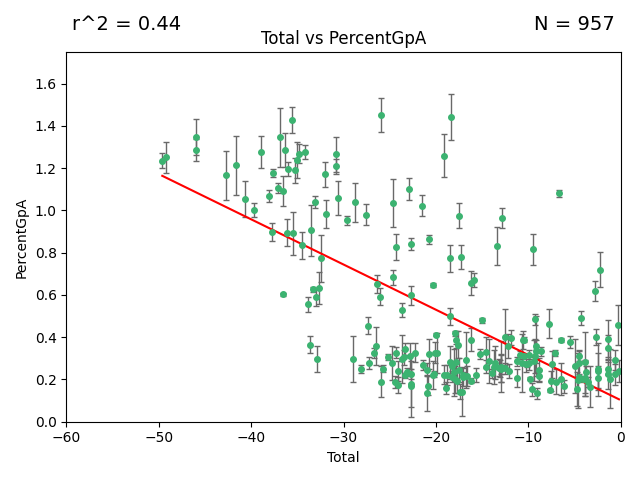 r^2 = 0.44 N = 957
Total vs PercentGpA
PercentGpA
1.6
1.4
1.2
1.0
0.8
0.6
0.4
0.2
0.0
−60 −50 −40 −30 −20 −10 0
Total